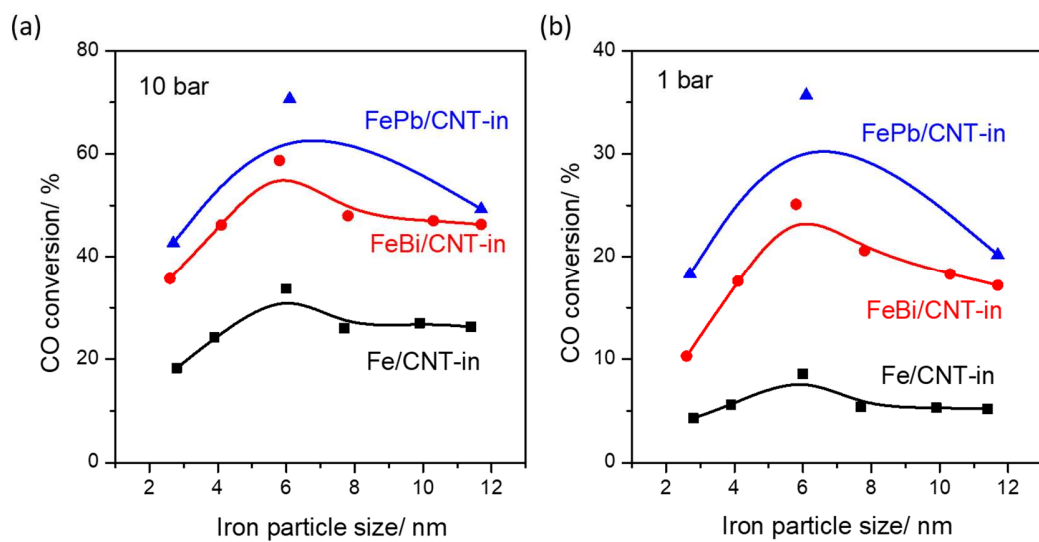 (a)
80
60
40
20
0
CO conversion/ %
10 bar
FePb/CNT-in
FeBi/CNT-in
Fe/CNT-in
2 4 6 8 10 12
Iron particle size/ nm
(b)
40
30
20
10
0
CO conversion/ %
1 bar
FePb/CNT-in
FeBi/CNT-in
Fe/CNT-in
2 4 6 8 10 12
Iron particle size/ nm